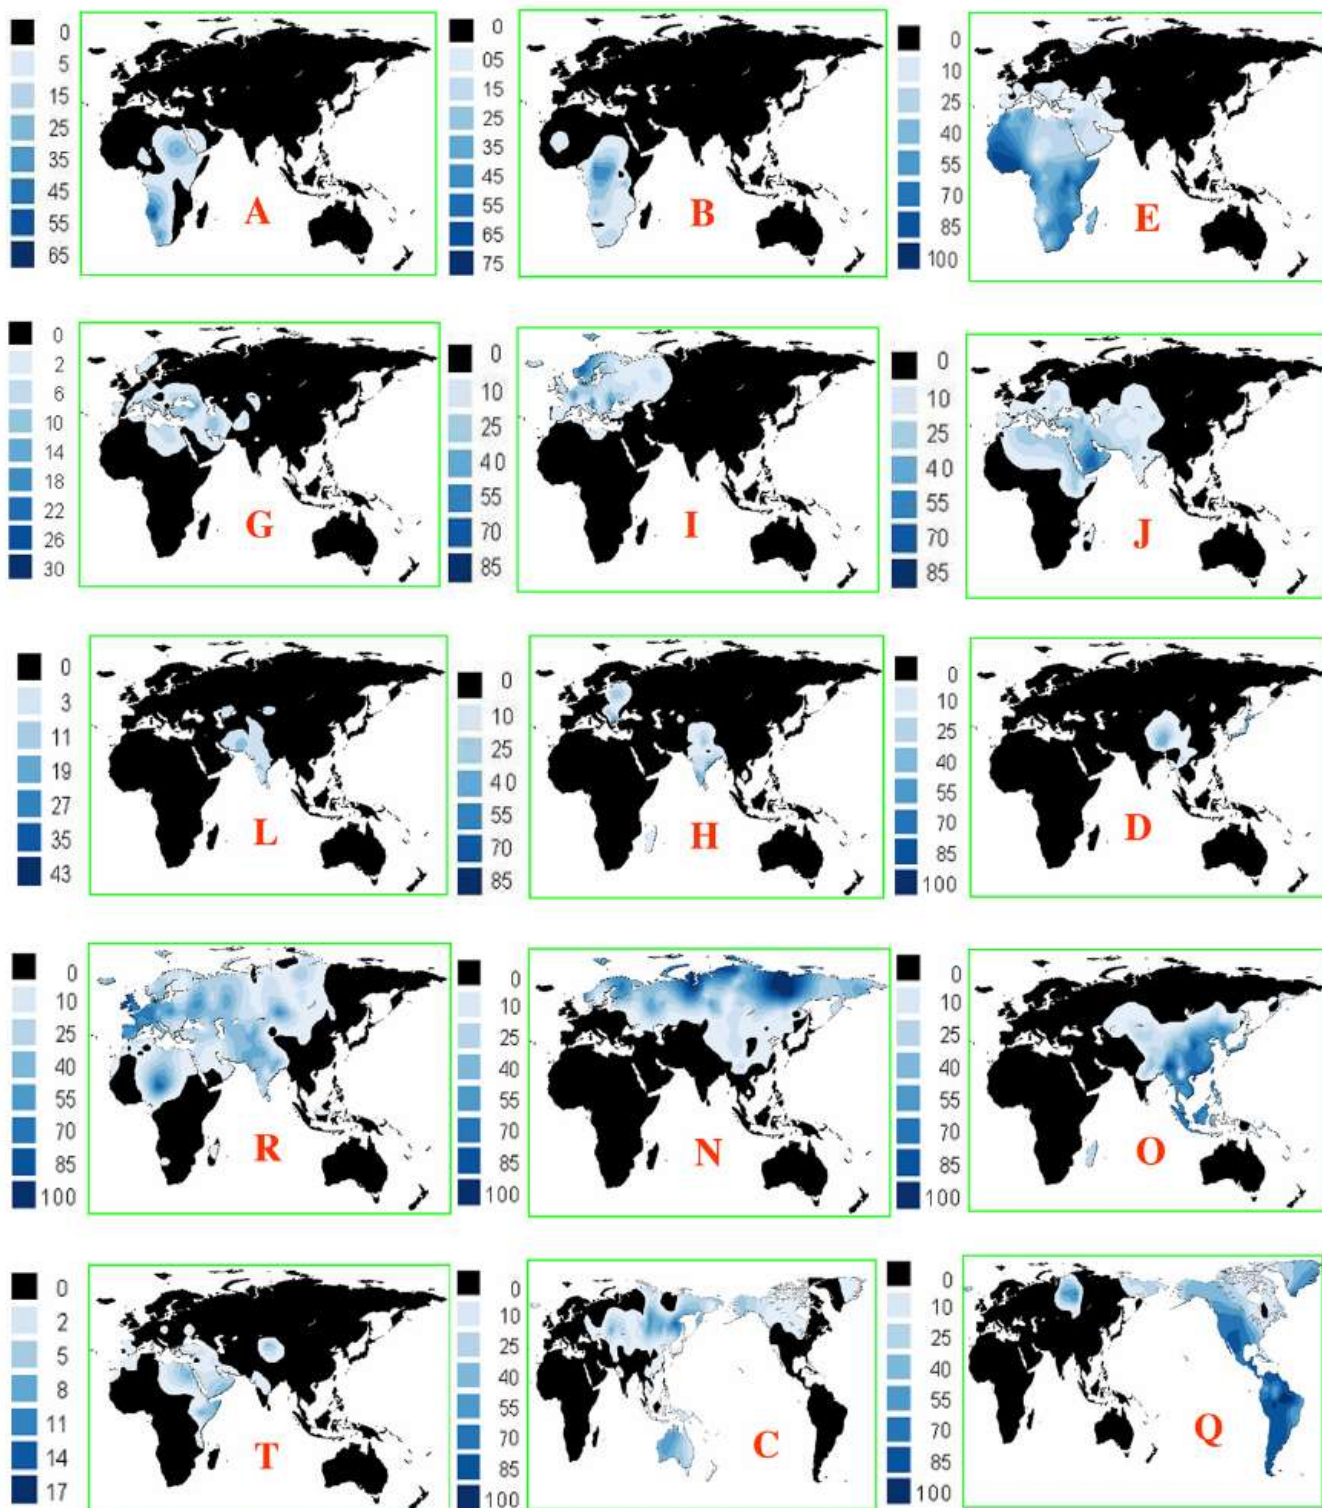 0 5 15 25 35 45 55 65 A
0 05 15 25 35 45 55 65 75 B
0 10 25 40 55 70 85 100 E
0 2 6 10 14 18 22 26 30 G
0 10 25 40 55 70 85 I
0 10 25 40 55 70 85 J
0 3 11 19 27 35 43 L
0 10 25 40 55 70 85 H
0 10 25 40 55 70 85 100 D
0 10 25 40 55 70 85 100 R
0 10 25 40 55 70 85 100 N
0 10 25 40 55 70 85 100 O
0 2 5 8 11 14 17 T
0 10 25 40 55 70 85 100 C
0 10 25 40 55 70 85 100 Q